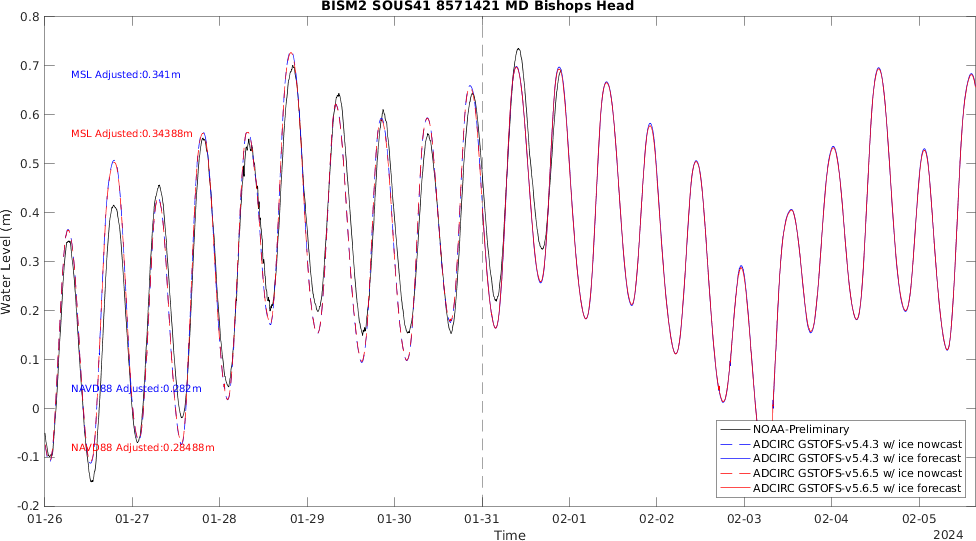 BISM2 SOUS41 8571421 MD Bishops Head
0.8
0.7
0.6
0.5
0.4
0.3
0.2
0.1
0
-0.1
-0.2
Water Level (m)
MSL Adjusted:0.341m
MSL Adjusted:0.34388m
NAVD88 Adjusted:0.282m
NAVD88 Adjusted:0.28488m
NOAA-Preliminary
ADCIRC GSTOFS-v5.4.3 w/ ice nowcast
ADCIRC GSTOFS-v5.4.3 w/ ice forecast
ADCIRC GSTOFS-v5.6.5 w/ ice nowcast
ADCIRC GSTOFS-v5.6.5 w/ ice forecast
01-26 01-27 01-28 01-29 01-30 01-31 02-01 02-02 02-03 02-04 02-05
Time
2024